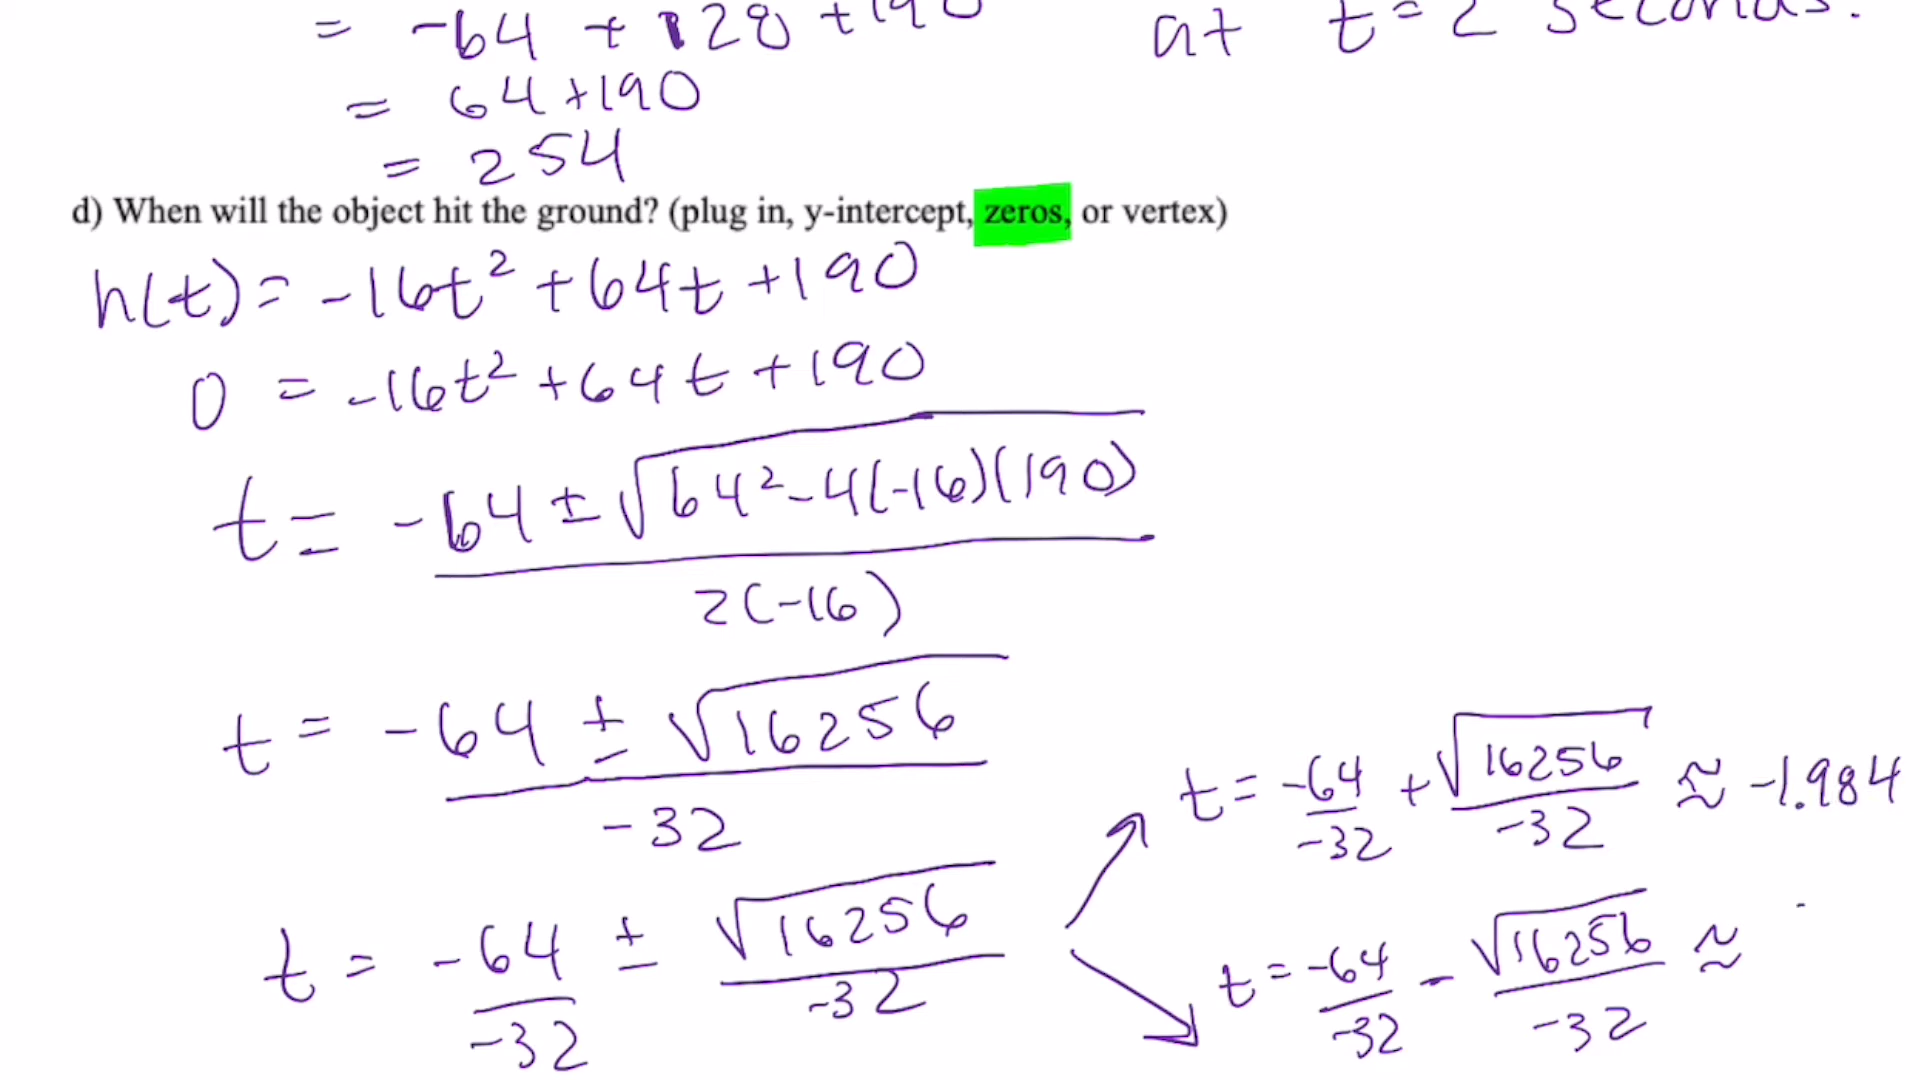 = -64 + 128 + 190
at t = 2 seconds.
= 64 + 190
= 254
d) When will the object hit the ground? (plug in, y-intercept, zeros, or vertex)
h(t) = -16t² + 64t + 190
0 = -16t² + 64t + 190
t = (-64 ± √(64² - 4(-16)(190))) / 2(-16)
t = (-64 ± √16256) / -32
t = -64/-32 + √16256/-32 ≈ -1.984
t = -64/-32 ± √16256/-32
t = -64/-32 - √16256/-32 ≈